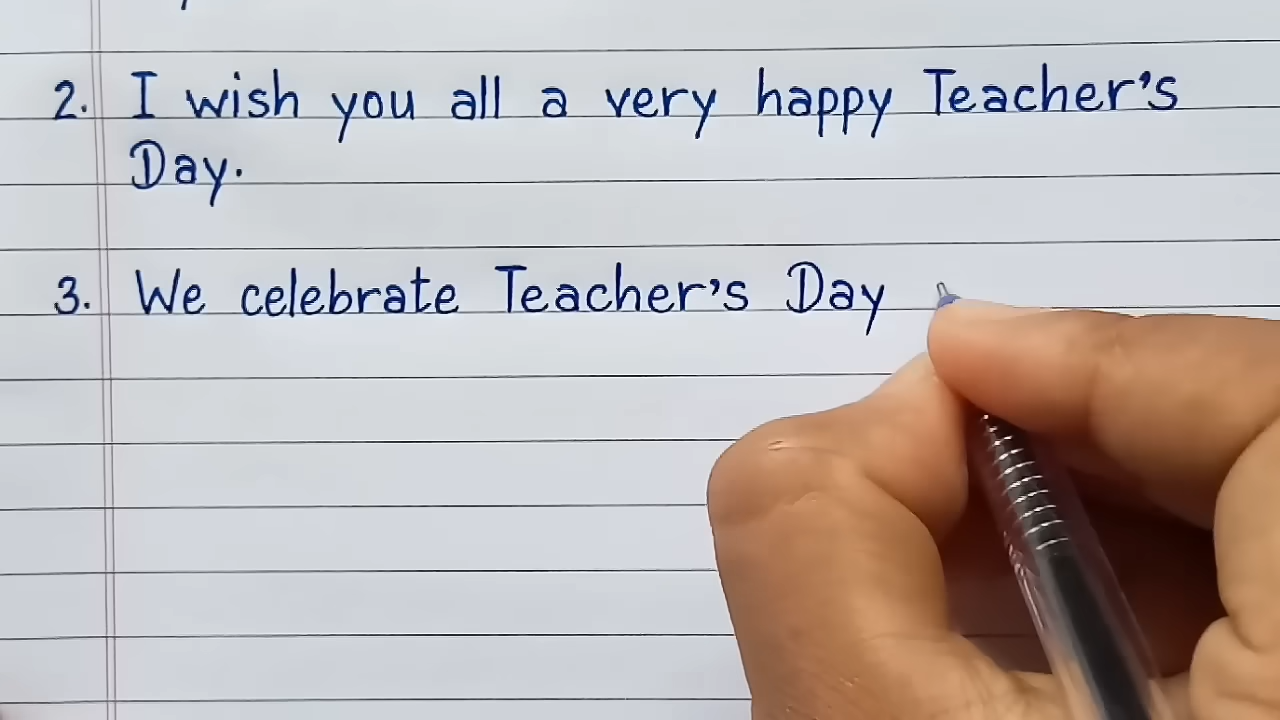 2. I wish you all a very happy Teacher's
Day.
3. We celebrate Teacher's Day